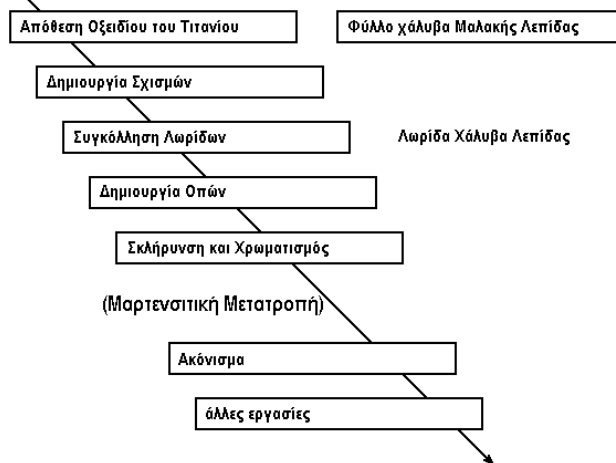 Απόθεση Οξειδίου του Τιτανίου
Φύλλο χάλυβα Μαλακής Λεπίδας
Δημιουργία Σχισμών
Συγκόλληση Λωρίδων
Λωρίδα Χάλυβα Λεπίδας
Δημιουργία Οπών
Σκλήρυνση και Χρωματισμός
(Μαρτενσιτική Μετατροπή)
Ακόνισμα
άλλες εργασίες